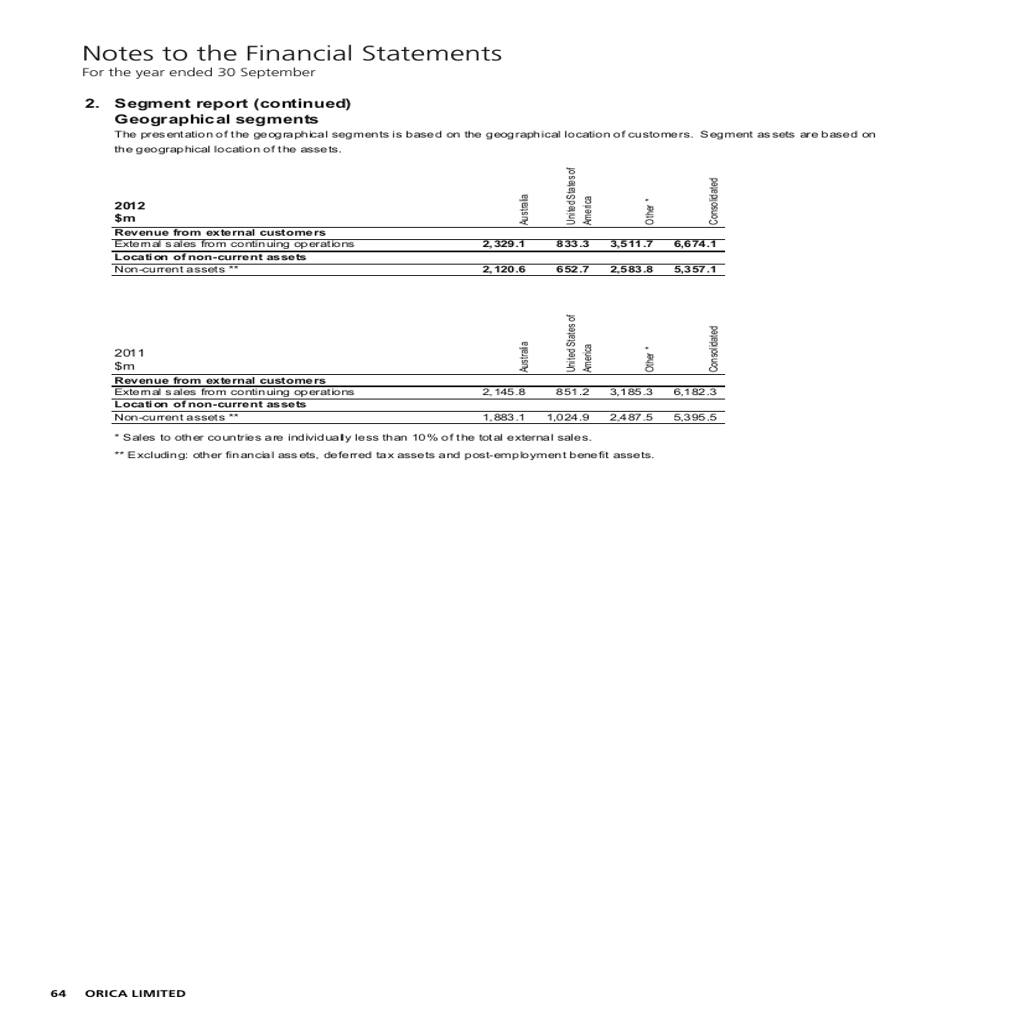 Notes to the Financial Statements
For the year ended 30 September
2. Segment report (continued)
Geographical segments
The presentation of the geographical segments is based on the geographical location of customers. Segment assets are based on
the geographical location of the assets.
2012
$m
Australia
United States of
America
Other *
Consolidated
Revenue from external customers
External sales from continuing operations 2,329.1 833.3 3,511.7 6,674.1
Location of non-current assets
Non-current assets ** 2,120.6 652.7 2,583.8 5,357.1
2011
$m
Australia
United States of
America
Other *
Consolidated
Revenue from external customers
External sales from continuing operations 2,145.8 851.2 3,185.3 6,182.3
Location of non-current assets
Non-current assets ** 1,883.1 1,024.9 2,487.5 5,395.5
* Sales to other countries are individually less than 10% of the total external sales.
** Excluding: other financial assets, deferred tax assets and post-employment benefit assets.
64 ORICA LIMITED